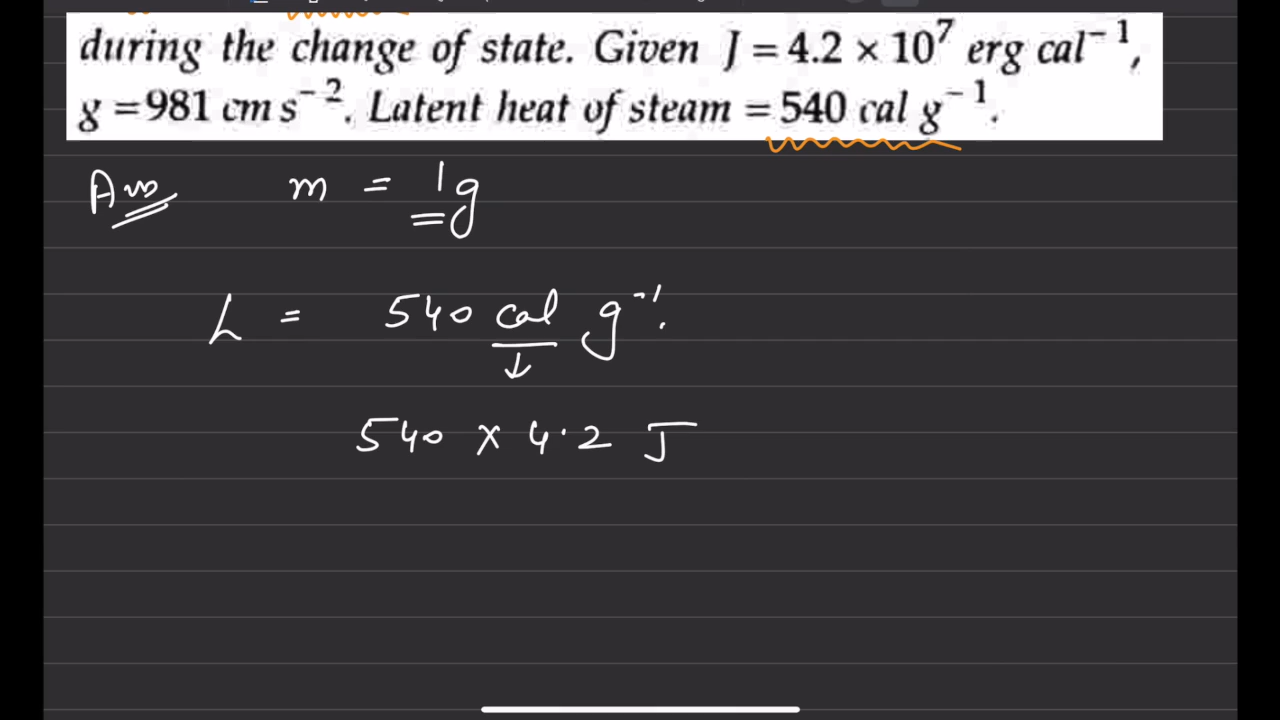 during the change of state. Given J = 4.2 × 10⁷ erg cal⁻¹,
g = 981 cm s⁻². Latent heat of steam = 540 cal g⁻¹.
Ans m = 1g
L = 540 cal g⁻¹.
↓
540 × 4.2 J